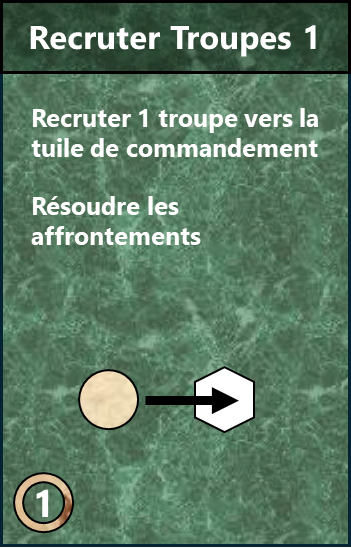 Recruter Troupes 1
Recruter 1 troupe vers la
tuile de commandement
Résoudre les
affrontements
1